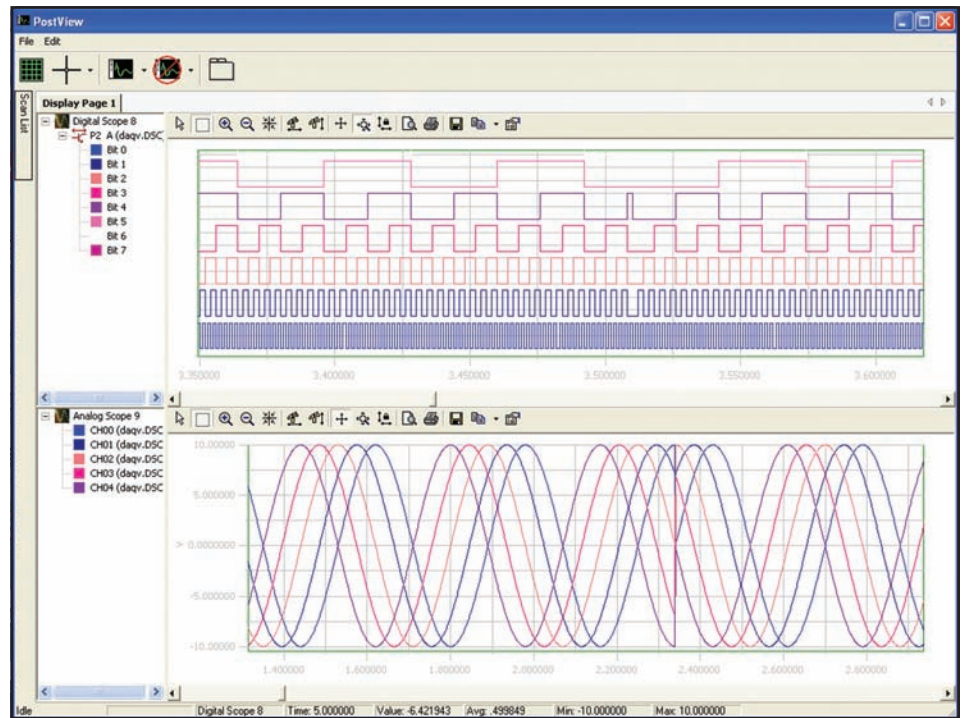 PostView
File Edit
Scan List
Display Page 1
Digital Scope 8
P2 A (daqv.DSC
Bit 0
Bit 1
Bit 2
Bit 3
Bit 4
Bit 5
Bit 6
Bit 7
3.350000 3.400000 3.450000 3.500000 3.550000 3.600000
Analog Scope 9
CH00 (daqv.DSC
CH01 (daqv.DSC
CH02 (daqv.DSC
CH03 (daqv.DSC
CH04 (daqv.DSC
10.00000
5.000000
Y 0.0000000
-5.000000
-10.00000
1.400000 1.600000 1.800000 2.000000 2.200000 2.400000 2.600000 2.800000
Idle Digital Scope 8 Time: 5.000000 Value: -6.421943 Avg: .499849 Min: -10.000000 Max: 10.000000